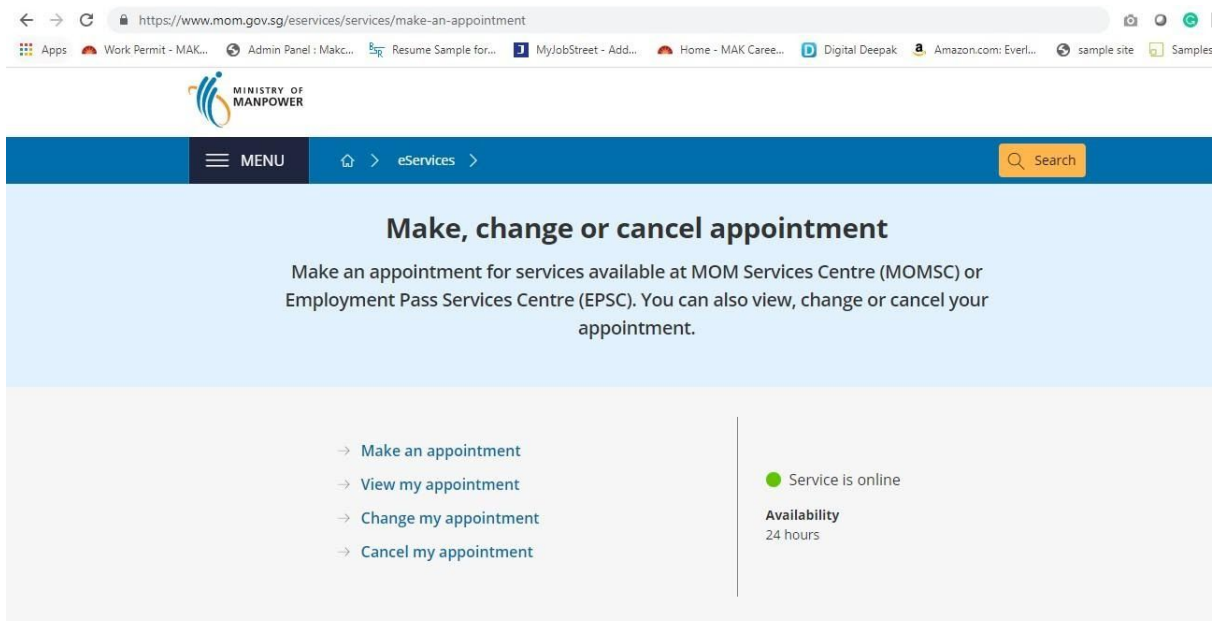 https://www.mom.gov.sg/eservices/services/make-an-appointment
Apps Work Permit - MAK... Admin Panel : Makc... BSR Resume Sample for... MyJobStreet - Add... Home - MAK Caree... D Digital Deepak a Amazon.com: Everl... sample site Samples
MINISTRY OF
MANPOWER
MENU eServices Search
Make, change or cancel appointment
Make an appointment for services available at MOM Services Centre (MOMSC) or
Employment Pass Services Centre (EPSC). You can also view, change or cancel your
appointment.
→ Make an appointment
→ View my appointment
→ Change my appointment
→ Cancel my appointment
Service is online
Availability
24 hours